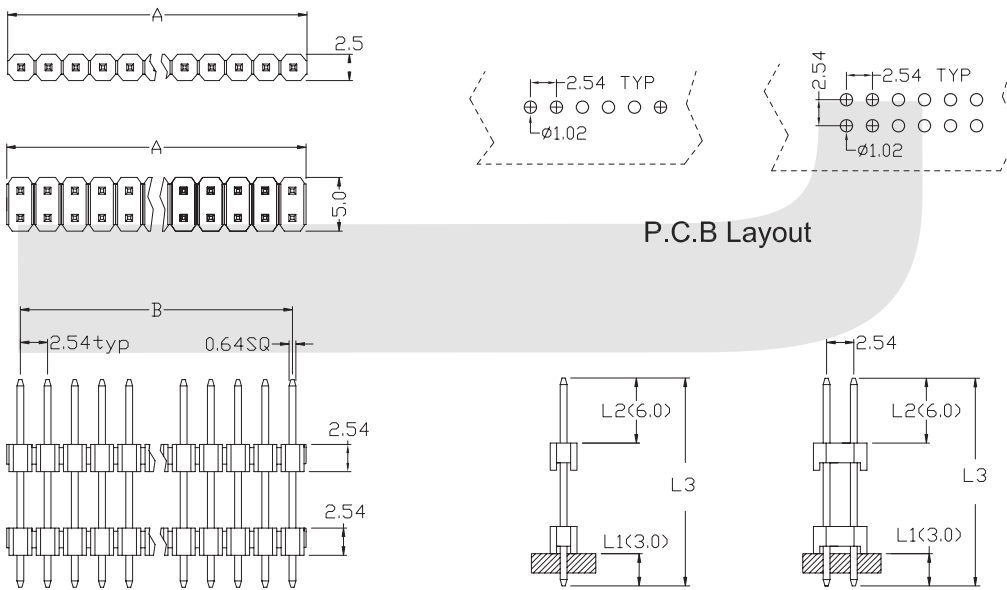 A
2.5
2.54 TYP
ø1.02
2.54 TYP
2.54
ø1.02
A
5.0
P.C.B Layout
B
2.54typ
0.64SQ
2.54
2.54
L2(6.0)
L3
L1(3.0)
2.54
L2(6.0)
L3
L1(3.0)